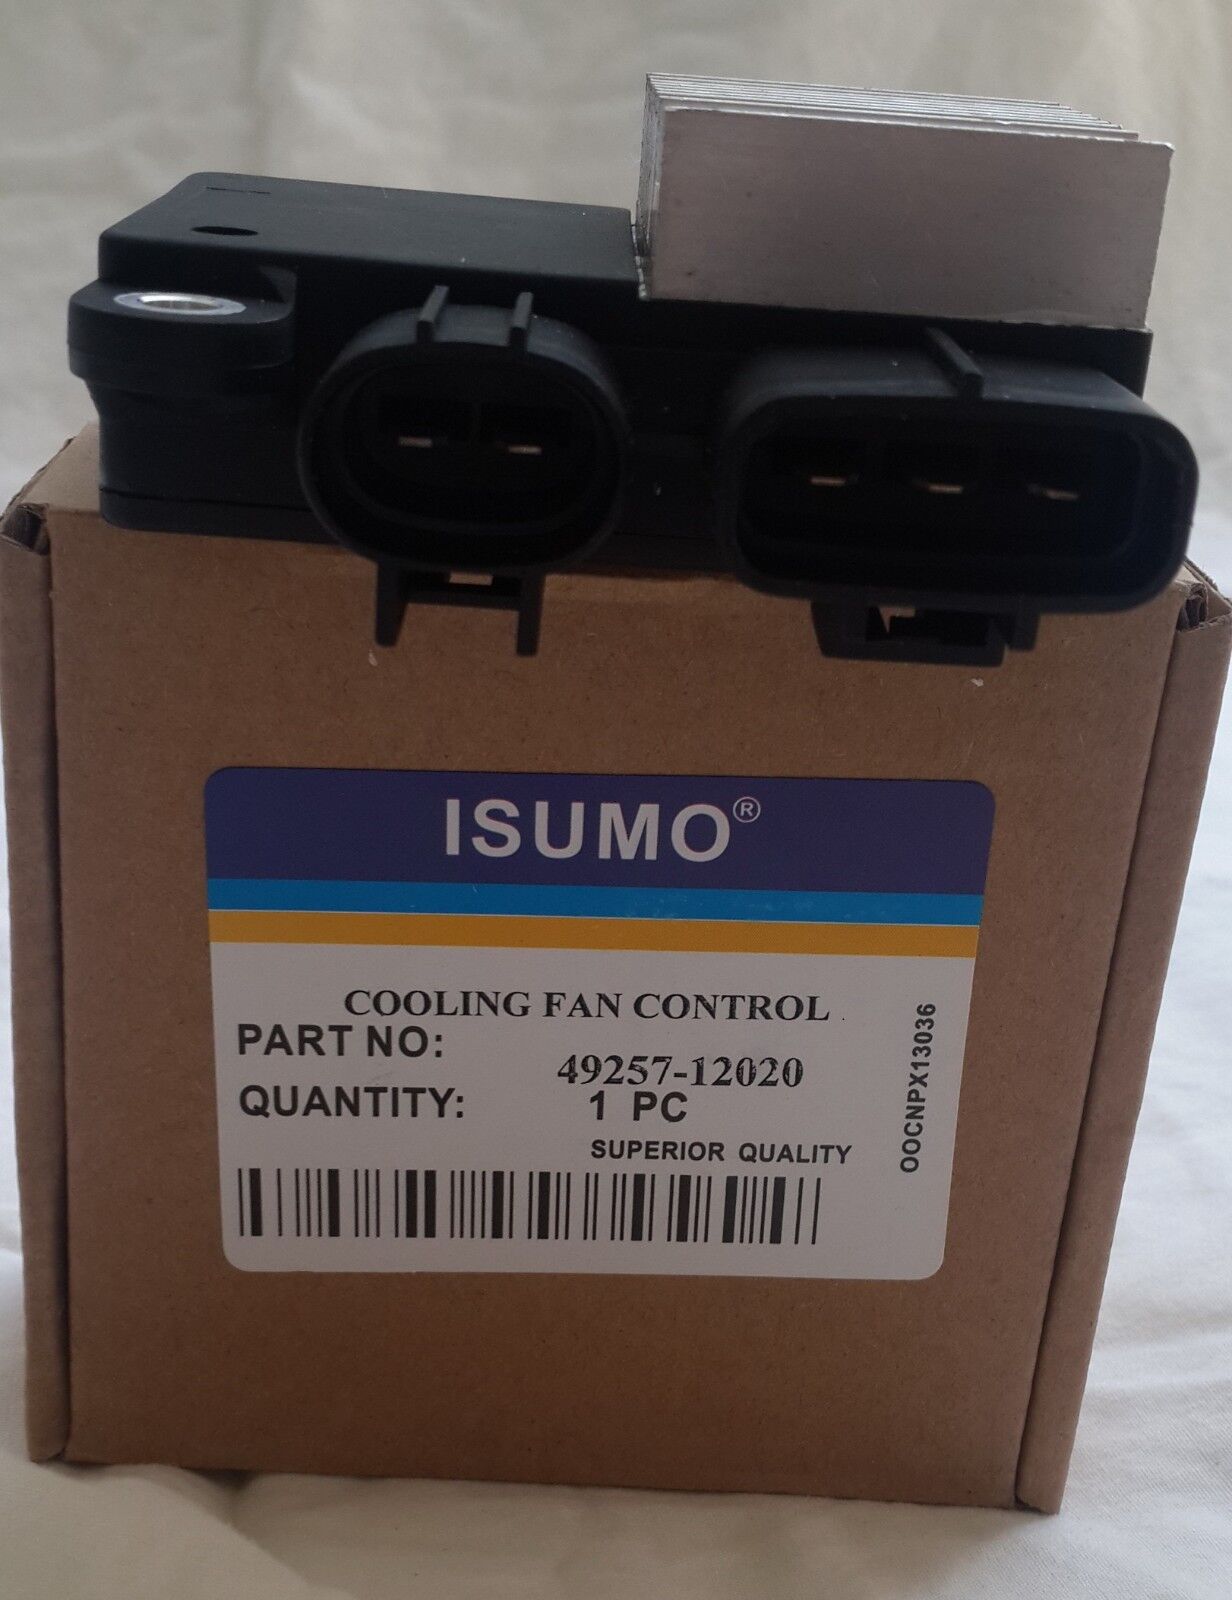 ISUMO®
COOLING FAN CONTROL
PART NO:
49257-12020
QUANTITY: 1 PC
SUPERIOR QUALITY
OOCNPX13036